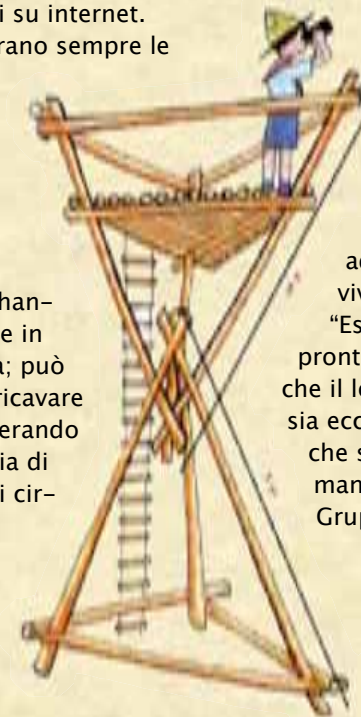 i su internet.
rano sempre le
han-
e in
a; può
ricavare
erando
ia di
i cir-
ac
viv
“Es
pront
che il le
sia ecc
che s
man
Grup